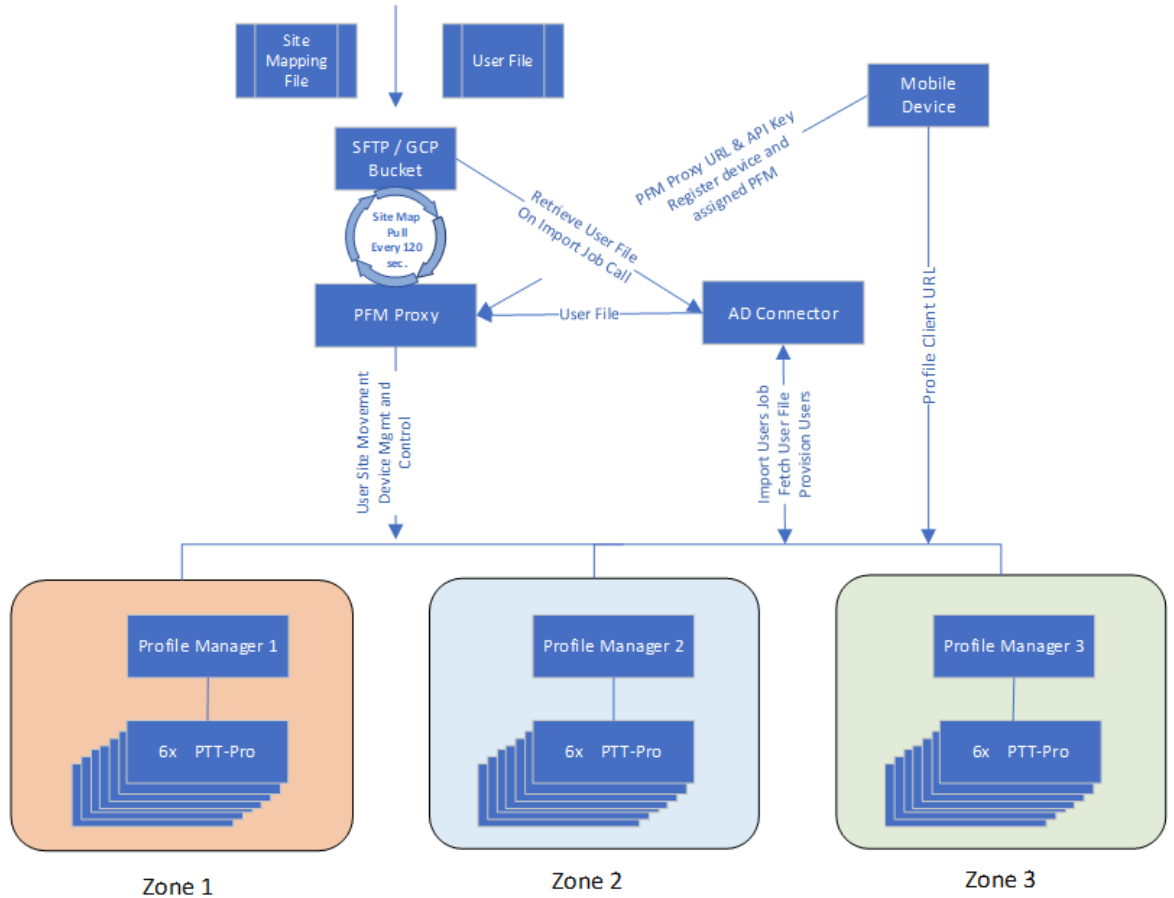 Site
Mapping
File
User File
Mobile
Device
SFTP / GCP
Bucket
PFM Proxy URL & API Key
Register device and
assigned PFM
Site Map
Pull
Every 120
sec.
Retrieve User File
On Import Job Call
PFM Proxy
User File
AD Connector
Profile Client URL
User Site Movement
Device Mgmt and
Control
Import Users Job
Fetch User File
Provision Users
Profile Manager 1
Profile Manager 2
Profile Manager 3
6x PTT-Pro
6x PTT-Pro
6x PTT-Pro
Zone 1
Zone 2
Zone 3